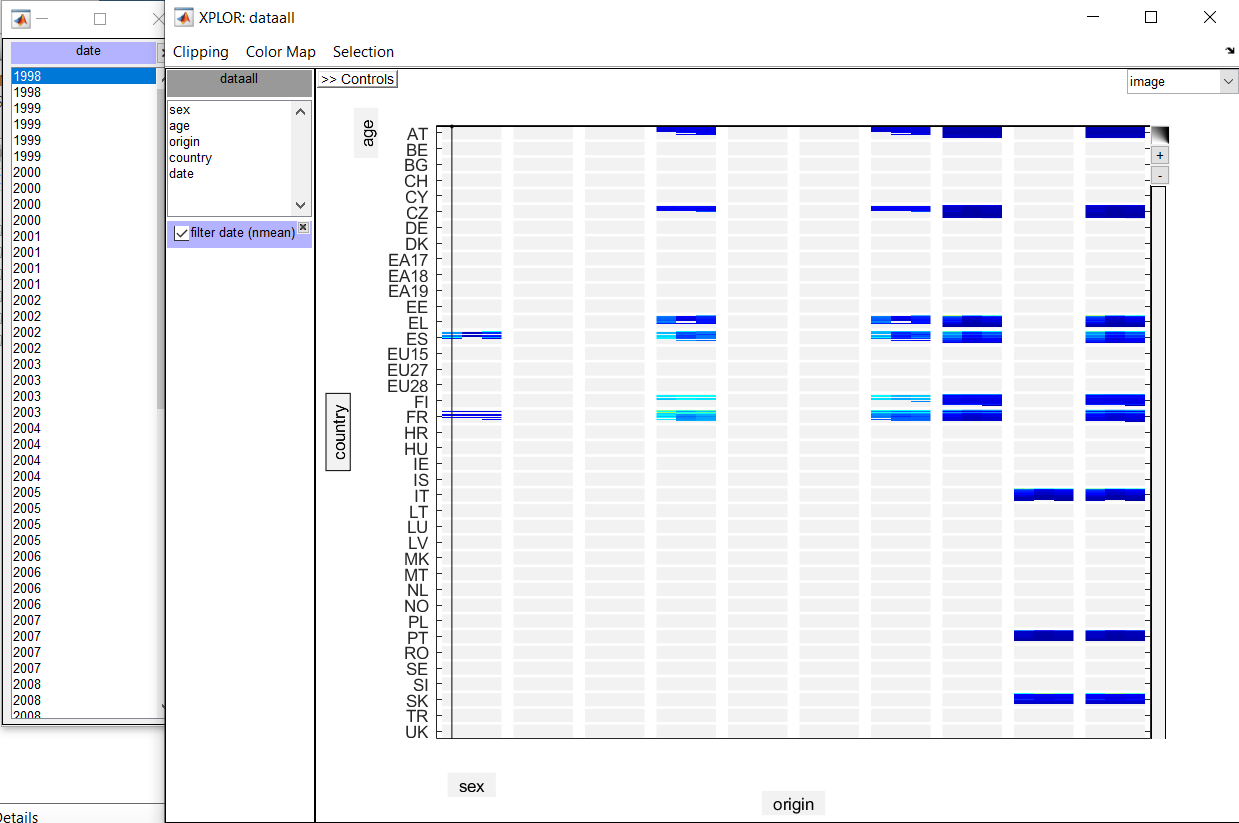 date
1998
1998
1999
1999
1999
1999
2000
2000
2000
2000
2001
2001
2001
2001
2002
2002
2002
2002
2003
2003
2003
2003
2004
2004
2004
2004
2005
2005
2005
2005
2006
2006
2006
2006
2007
2007
2007
2007
2008
2008
2008
Details
XPLOR: dataall
Clipping Color Map Selection
dataall
sex
age
origin
country
date
filter date (nmean)
>> Controls
image
age
AT
BE
BG
CH
CY
CZ
DE
DK
EA17
EA18
EA19
EE
EL
ES
EU15
EU27
EU28
FI
FR
HR
HU
IE
IS
IT
LT
LU
LV
MK
MT
NL
NO
PL
PT
RO
SE
SI
SK
TR
UK
country
+
-
sex
origin